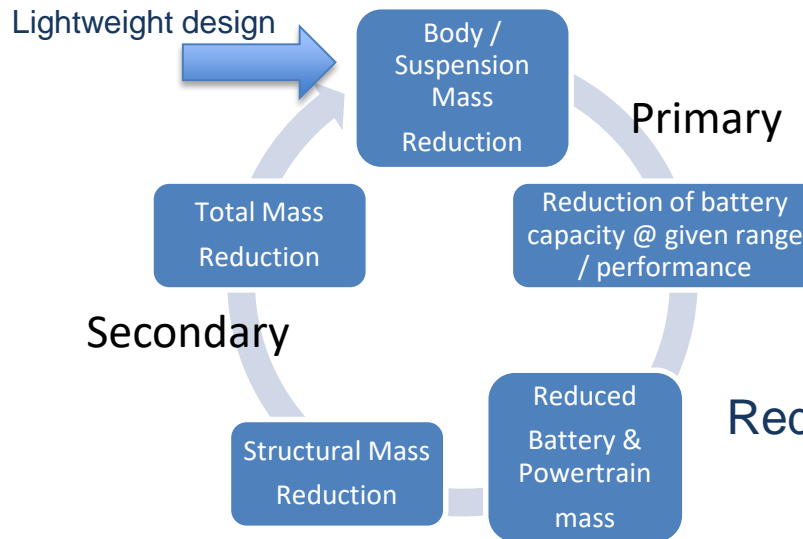 Lightweight design
Body /
Suspension
Mass
Reduction
Primary
Reduction of battery
capacity @ given range
/ performance
Total Mass
Reduction
Secondary
Reduced
Battery &
Powertrain
mass
Structural Mass
Reduction